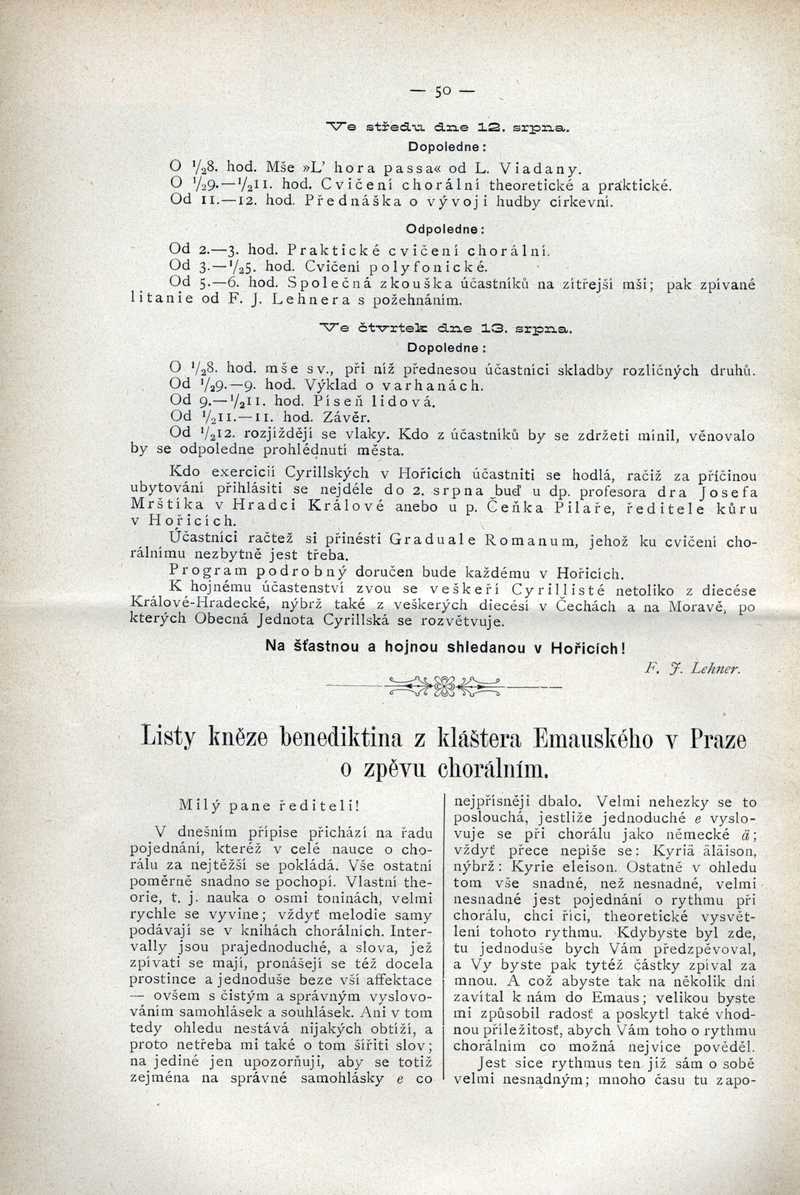 — 50 —
Ve středu dne 12. srpna.
Dopoledne:
O ½8. hod. Mše »L' hora passa« od L. Viadany.
O ½9.—½11. hod. Cvičení chorální theoretické a praktické.
Od 11.—12. hod. Přednáška o vývoji hudby církevní.
Odpoledne:
Od 2.—3. hod. Praktické cvičení chorální.
Od 3.—½5. hod. Cvičení polyfonické.
Od 5.—6. hod. Společná zkouška účastníků na zítřejší mši; pak zpívané
litanie od F. J. Lehnera s požehnáním.
Ve čtvrtek dne 13. srpna.
Dopoledne:
O ½8. hod. mše sv., při níž přednesou účastníci skladby rozličných druhů.
Od ½9.—9. hod. Výklad o varhanách.
Od 9.—½11. hod. Píseň lidová.
Od ½11.—11. hod. Závěr.
Od ½12. rozjíždějí se vlaky. Kdo z účastníků by se zdržeti mínil, věnovalo
by se odpoledne prohlédnutí města.
Kdo exercicií Cyrillských v Hořicích účastniti se hodlá, račiž za příčinou
ubytování přihlásiti se nejdéle do 2. srpna buď u dp. profesora dra Josefa
Mrštíka v Hradci Králové anebo u p. Čeňka Pilaře, ředitele kůru
v Hořicích.
Účastníci račtež si přinésti Graduale Romanum, jehož ku cvičení cho-
rálnímu nezbytně jest třeba.
Program podrobný doručen bude každému v Hořicích.
K hojnému účastenství zvou se veškeří Cyrillisté netoliko z diecése
Králové-Hradecké, nýbrž také z veškerých diecésí v Čechách a na Moravě, po
kterých Obecná Jednota Cyrillská se rozvětvuje.
Na šťastnou a hojnou shledanou v Hořicích!
F. J. Lehner.
Listy kněze benediktina z kláštera Emauského v Praze
o zpěvu chorálním.
Milý pane řediteli!
V dnešním přípise přichází na řadu
pojednání, kteréž v celé nauce o cho-
rálu za nejtěžší se pokládá. Vše ostatní
poměrně snadno se pochopí. Vlastní the-
orie, t. j. nauka o osmi toninách, velmi
rychle se vyvine; vždyť melodie samy
podávají se v knihách chorálních. Inter-
vally jsou prajednoduché, a slova, jež
zpívati se mají, pronášejí se též docela
prostince a jednoduše beze vší affektace
— ovšem s čistým a správným vyslovo-
váním samohlásek a souhlásek. Ani v tom
tedy ohledu nestává nijakých obtíží, a
proto netřeba mi také o tom šířiti slov;
na jediné jen upozorňuji, aby se totiž
zejména na správné samohlásky e co
nejpřísněji dbalo. Velmi nehezky se to
poslouchá, jestliže jednoduché e vyslo-
vuje se při chorálu jako německé ä;
vždyť přece nepíše se: Kyriä äläison,
nýbrž: Kyrie eleison. Ostatně v ohledu
tom vše snadné, než nesnadné, velmi
nesnadné jest pojednání o rythmu při
chorálu, chci říci, theoretické vysvět-
lení tohoto rythmu. Kdybyste byl zde,
tu jednoduše bych Vám předzpěvoval,
a Vy byste pak tytéž částky zpíval za
mnou. A což abyste tak na několik dní
zavítal k nám do Emaus; velikou byste
mi způsobil radosť a poskytl také vhod-
nou příležitosť, abych Vám toho o rythmu
chorálním co možná nejvíce pověděl.
Jest sice rythmus ten již sám o sobě
velmi nesnadným; mnoho času tu zapo-